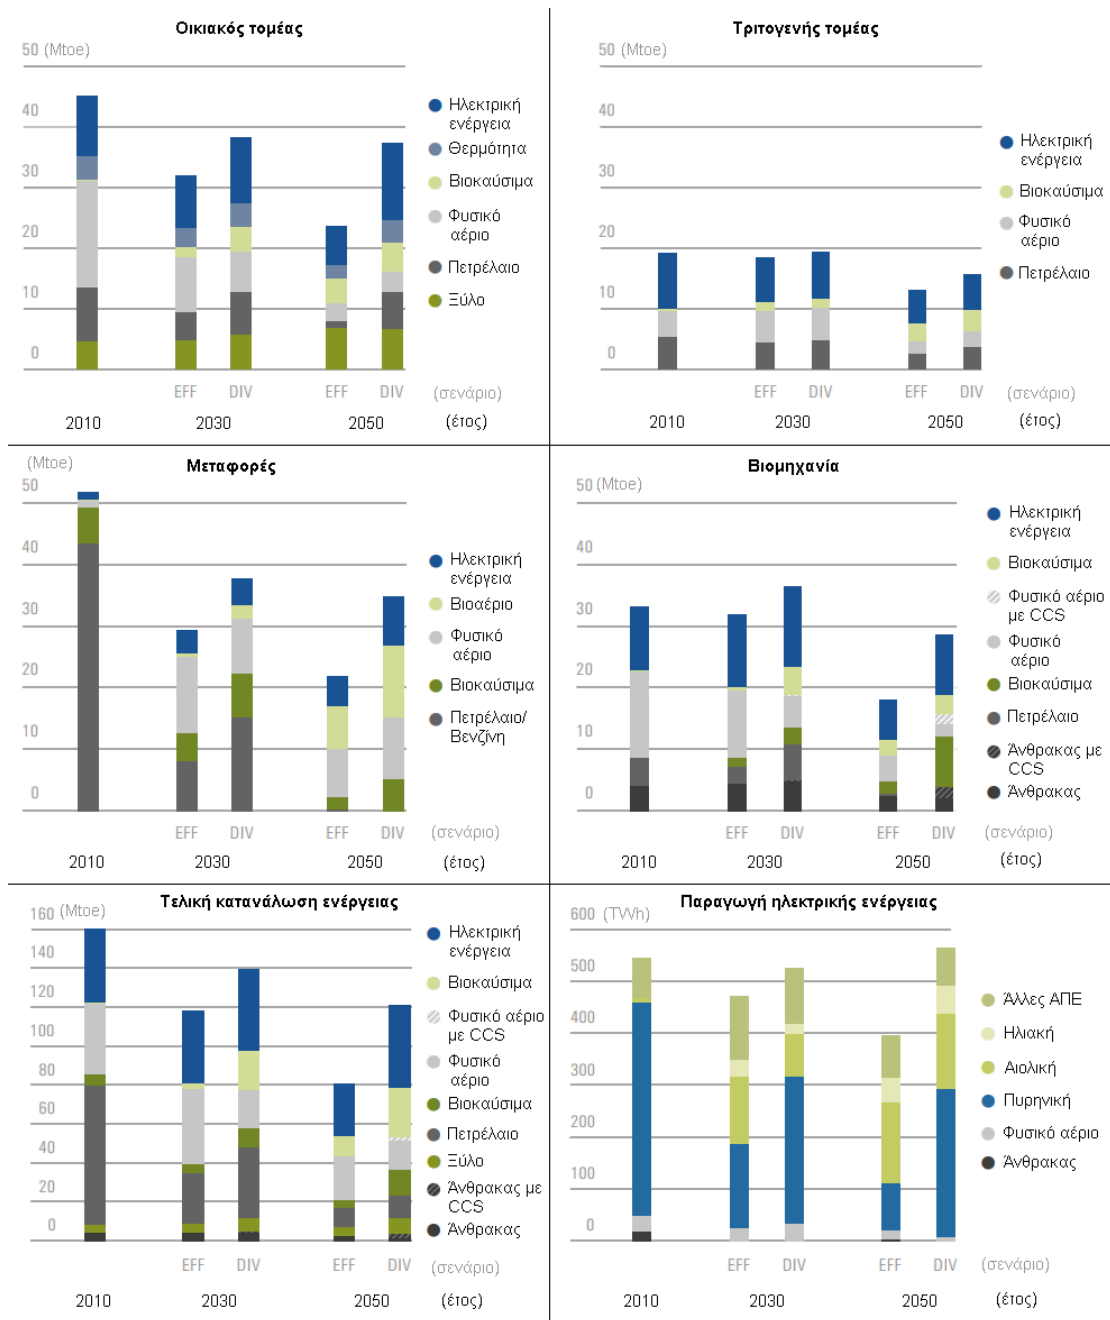 Οικιακός τομέας
50 (Mtoe)
40
30
20
10
0
Ηλεκτρική
ενέργεια
Θερμότητα
Βιοκαύσιμα
Φυσικό
αέριο
Πετρέλαιο
Ξύλο
EFF DIV EFF DIV (σενάριο)
2010 2030 2050 (έτος)
Τριτογενής τομέας
50 (Mtoe)
40
30
20
10
0
Ηλεκτρική
ενέργεια
Βιοκαύσιμα
Φυσικό
αέριο
Πετρέλαιο
EFF DIV EFF DIV (σενάριο)
2010 2030 2050 (έτος)
Μεταφορές
(Mtoe)
50
40
30
20
10
0
Ηλεκτρική
ενέργεια
Βιοαέριο
Φυσικό
αέριο
Βιοκαύσιμα
Πετρέλαιο/
Βενζίνη
EFF DIV EFF DIV (σενάριο)
2010 2030 2050 (έτος)
Βιομηχανία
50 (Mtoe)
40
30
20
10
0
Ηλεκτρική
ενέργεια
Βιοκαύσιμα
Φυσικό αέριο
με CCS
Φυσικό
αέριο
Βιοκαύσιμα
Πετρέλαιο
Άνθρακας με
CCS
Άνθρακας
EFF DIV EFF DIV (σενάριο)
2010 2030 2050 (έτος)
Τελική κατανάλωση ενέργειας
160 (Mtoe)
140
120
100
80
60
40
20
0
Ηλεκτρική
ενέργεια
Βιοκαύσιμα
Φυσικό αέριο
με CCS
Φυσικό
αέριο
Βιοκαύσιμα
Πετρέλαιο
Ξύλο
Άνθρακας με
CCS
Άνθρακας
EFF DIV EFF DIV (σενάριο)
2010 2030 2050 (έτος)
Παραγωγή ηλεκτρικής ενέργειας
600 (TWh)
500
400
300
200
100
0
Άλλες ΑΠΕ
Ηλιακή
Αιολική
Πυρηνική
Φυσικό αέριο
Άνθρακας
EFF DIV EFF DIV (σενάριο)
2010 2030 2050 (έτος)